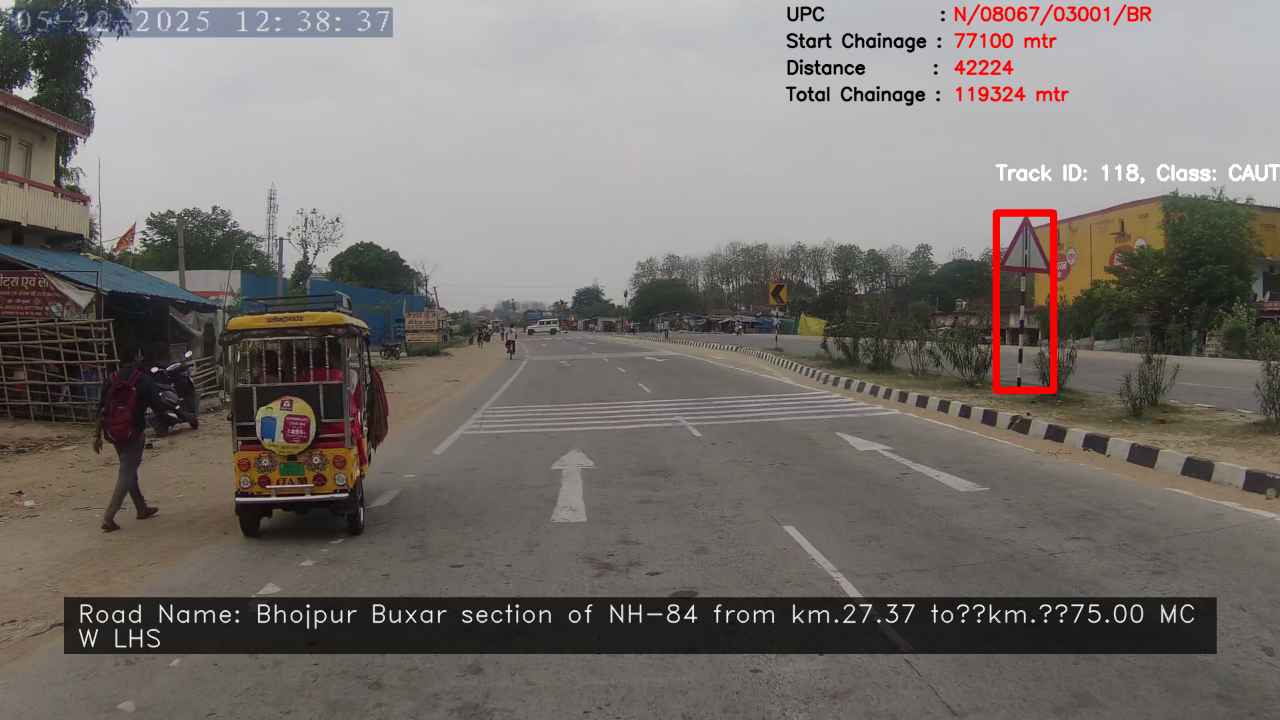 05-22-2025 12:38:37
UPC : N/08067/03001/BR
Start Chainage : 77100 mtr
Distance : 42224
Total Chainage : 119324 mtr
Track ID: 118, Class: CAUT
Road Name: Bhojpur Buxar section of NH-84 from km.27.37 to??km.??75.00 MC
W LHS